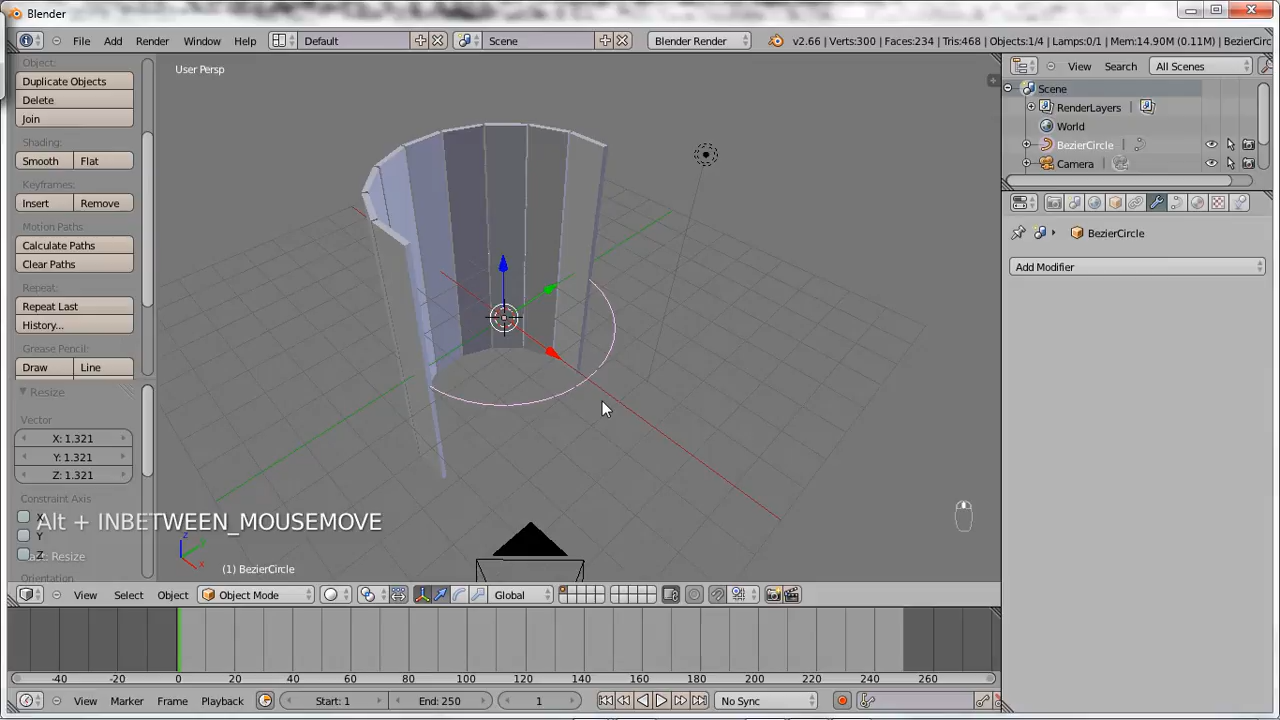 Blender
File Add Render Window Help Default Scene Blender Render v2.66 | Verts:300 | Faces:234 | Tris:468 | Objects:1/4 | Lamps:0/1 | Mem:14.90M (0.11M) | BezierCircle
Object:
Duplicate Objects
Delete
Join
Shading:
Smooth Flat
Keyframes:
Insert Remove
Motion Paths
Calculate Paths
Clear Paths
Repeat:
Repeat Last
History...
Grease Pencil:
Draw Line
Resize
Vector
X: 1.321
Y: 1.321
Z: 1.321
Constraint Axis
X
Y
Z
Orientation
User Persp
Alt + INBETWEEN_MOUSEMOVE
Resize
(1) BezierCircle
View Select Object Object Mode Global
-40 -20 0 20 40 60 80 100 120 140 160 180 200 220 240 260
View Marker Frame Playback Start: 1 End: 250 1 No Sync
View Search All Scenes
Scene
RenderLayers
World
BezierCircle
Camera
BezierCircle
Add Modifier